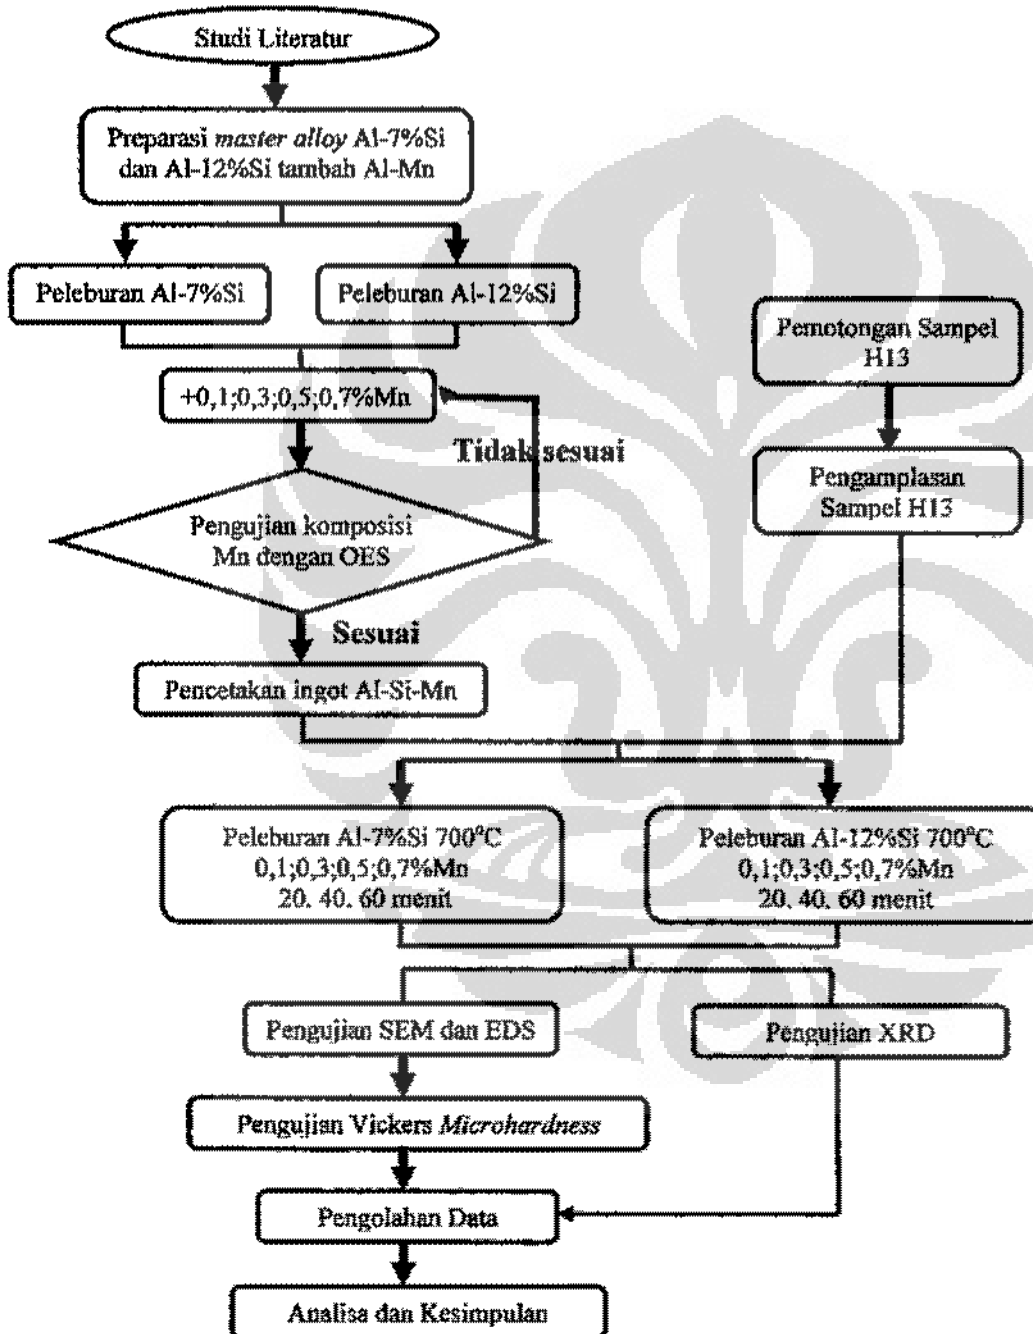 Studi Literatur
Preparasi master alloy Al-7%Si
dan Al-12%Si tambah Al-Mn
Peleburan Al-7%Si
Peleburan Al-12%Si
+0,1;0,3;0,5;0,7%Mn
Tidak sesuai
Pengujian komposisi
Mn dengan OES
Sesuai
Pencetakan ingot Al-Si-Mn
Pemotongan Sampel
H13
Pengamplasan
Sampel H13
Peleburan Al-7%Si 700°C
0,1;0,3;0,5;0,7%Mn
20. 40. 60 menit
Peleburan Al-12%Si 700°C
0,1;0,3;0,5;0,7%Mn
20. 40. 60 menit
Pengujian SEM dan EDS
Pengujian XRD
Pengujian Vickers Microhardness
Pengolahan Data
Analisa dan Kesimpulan